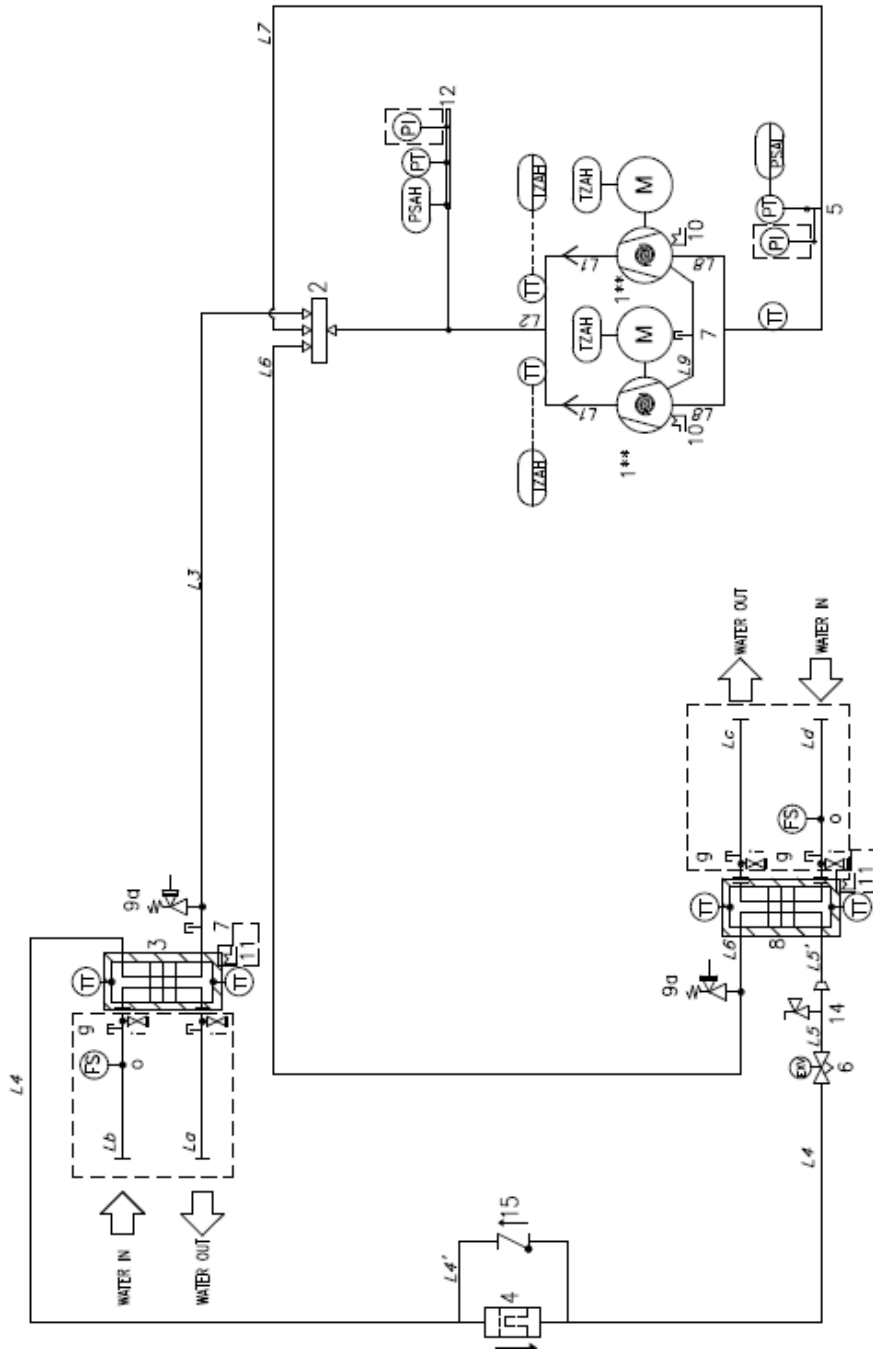 L4
TT
g
FS
Lb
WATER IN
9a
o
i
3
g
La
L3
WATER OUT
i
TT
11
7
L6
L7
2
PSAH
PT
PI
12
L4'
4
15
TZAH
TT
L2
TT
TZAH
L1
L1
TZAH
TZAH
1**
1**
M
M
L9
10
10
9a
TT
g
L8
7
L8
L6
Lc
WATER OUT
i
TT
PI
PT
PSAL
8
g
FS
EXV
L4
L5
L5'
Ld
WATER IN
6
14
i
o
TT
11
5